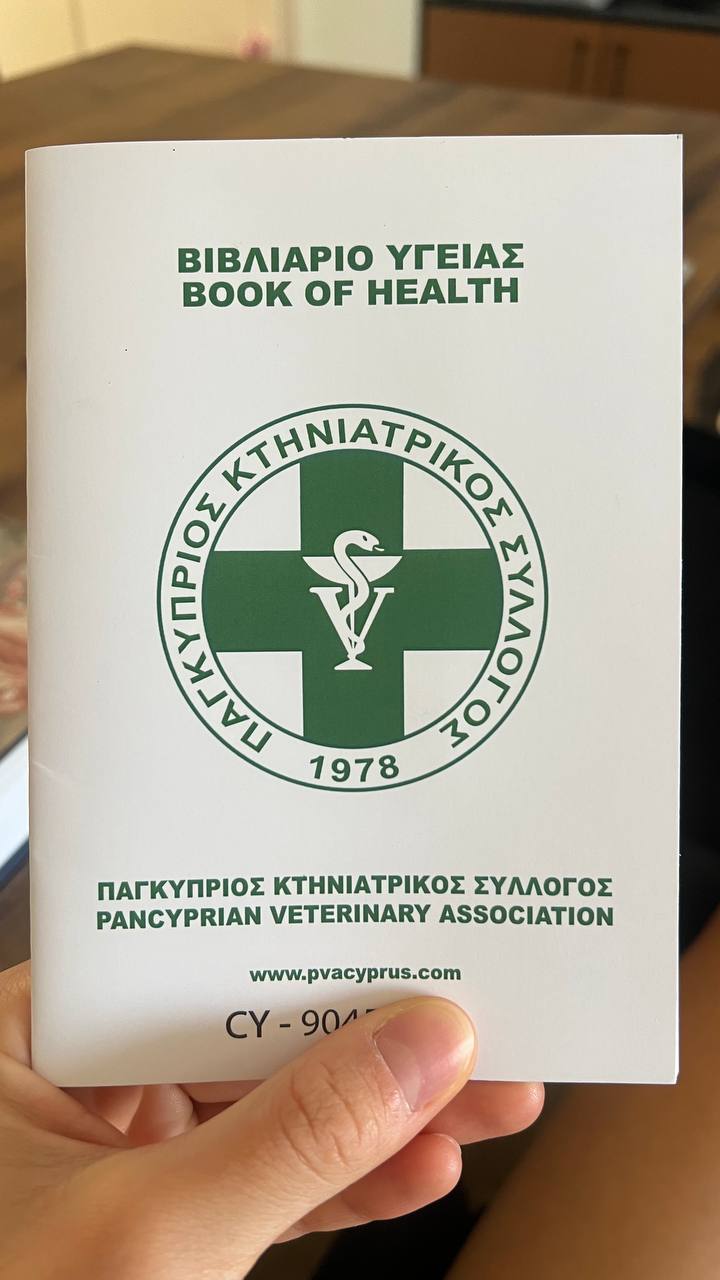 ΒΙΒΛΙΑΡΙΟ ΥΓΕΙΑΣ
BOOK OF HEALTH
ΠΑΓΚΥΠΡΙΟΣ ΚΤΗΝΙΑΤΡΙΚΟΣ ΣΥΛΛΟΓΟΣ
V
1978
ΠΑΓΚΥΠΡΙΟΣ ΚΤΗΝΙΑΤΡΙΚΟΣ ΣΥΛΛΟΓΟΣ
PANCYPRIAN VETERINARY ASSOCIATION
www.pvacyprus.com
CY -